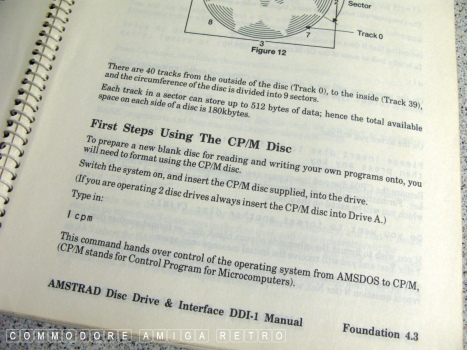 Sector
Track 0
8
7
3
Figure 12
There are 40 tracks from the outside of the disc (Track 0), to the inside (Track 39),
and the circumference of the disc is divided into 9 sectors.
Each track in a sector can store up to 512 bytes of data; hence the total available
space on each side of a disc is 180kbytes.
First Steps Using The CP/M Disc
To prepare a new blank disc for reading and writing your own programs onto, you
will need to format using the CP/M disc.
Switch the system on, and insert the CP/M disc supplied, into the drive.
(If you are operating 2 disc drives always insert the CP/M disc into Drive A.)
Type in:
|cpm
This command hands over control of the operating system from AMSDOS to CP/M,
(CP/M stands for Control Program for Microcomputers).
AMSTRAD Disc Drive & Interface DDI-1 Manual
Foundation 4.3
COMMODORE AMIGA RETRO